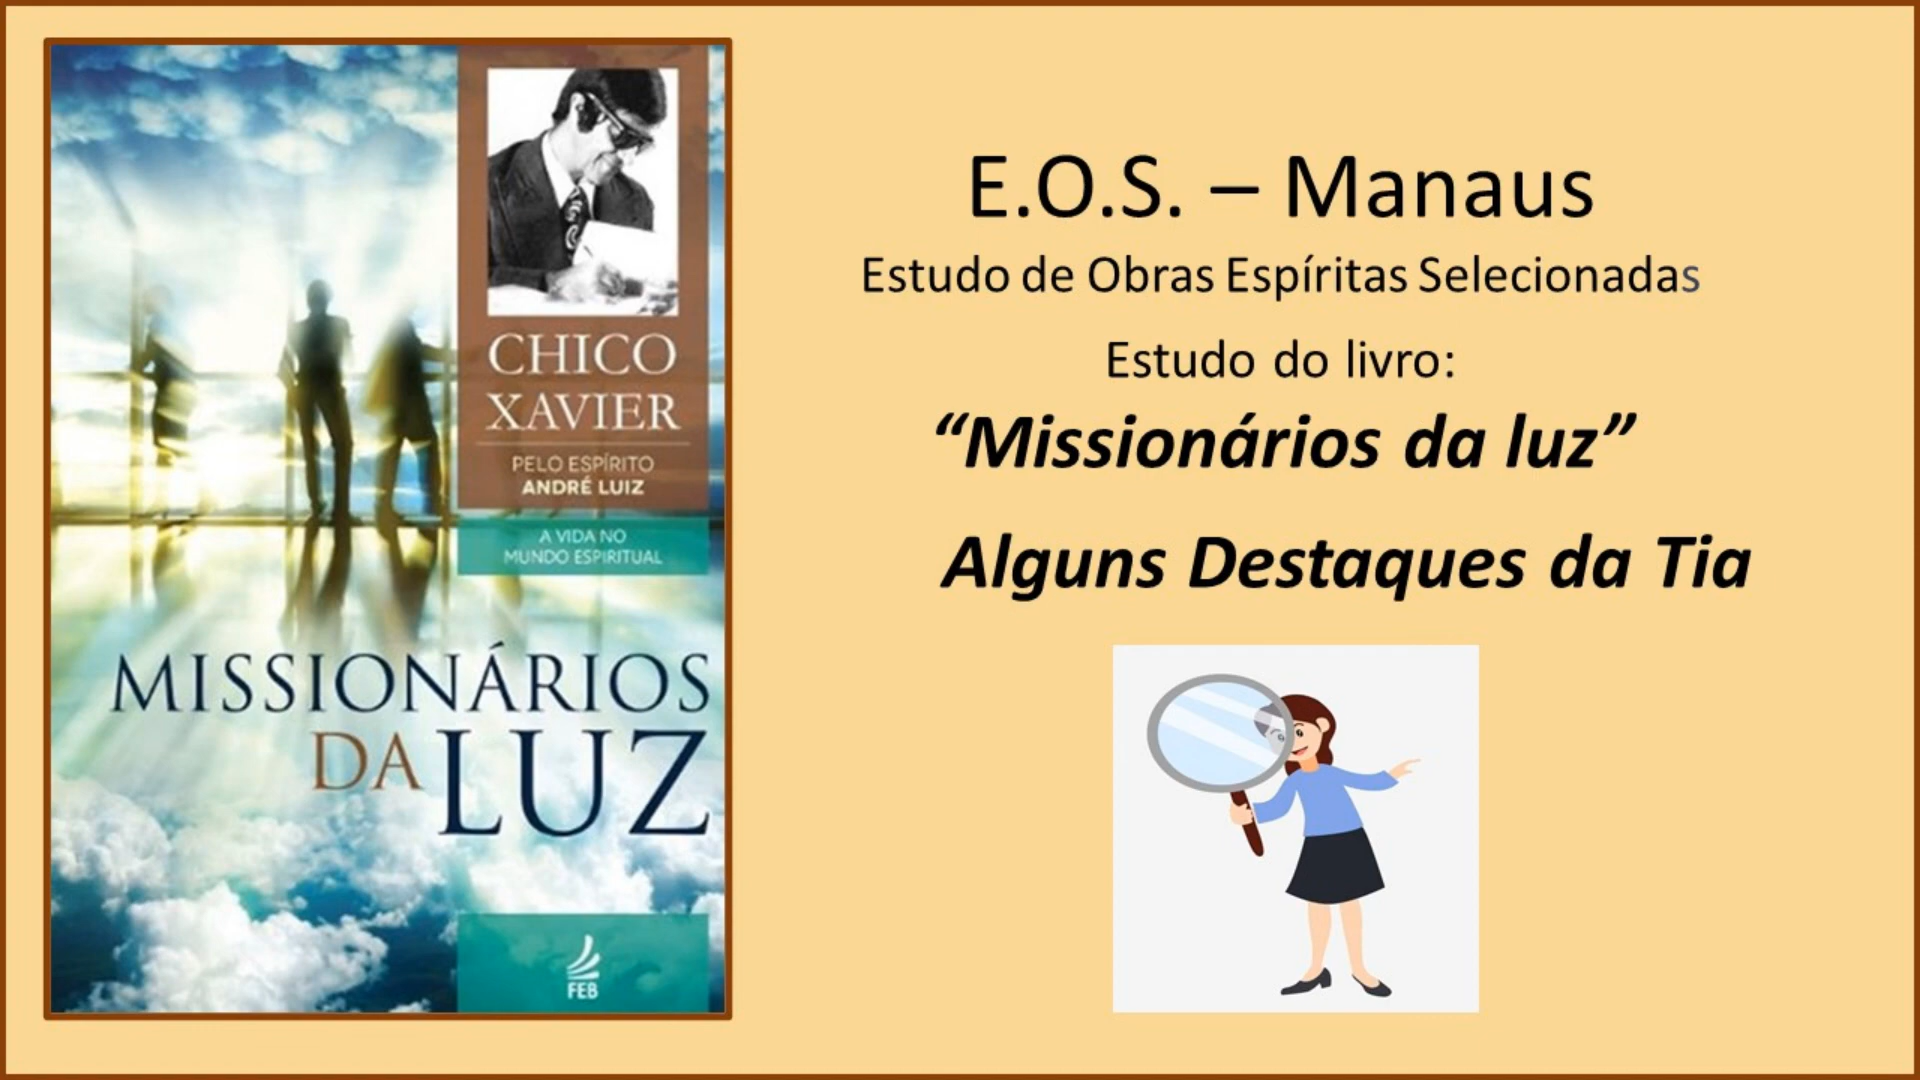 CHICO
XAVIER
PELO ESPÍRITO
ANDRÉ LUIZ
A VIDA NO
MUNDO ESPIRITUAL
MISSIONÁRIOS
DA LUZ
FEB
E.O.S. – Manaus
Estudo de Obras Espíritas Selecionadas
Estudo do livro:
“Missionários da luz”
Alguns Destaques da Tia